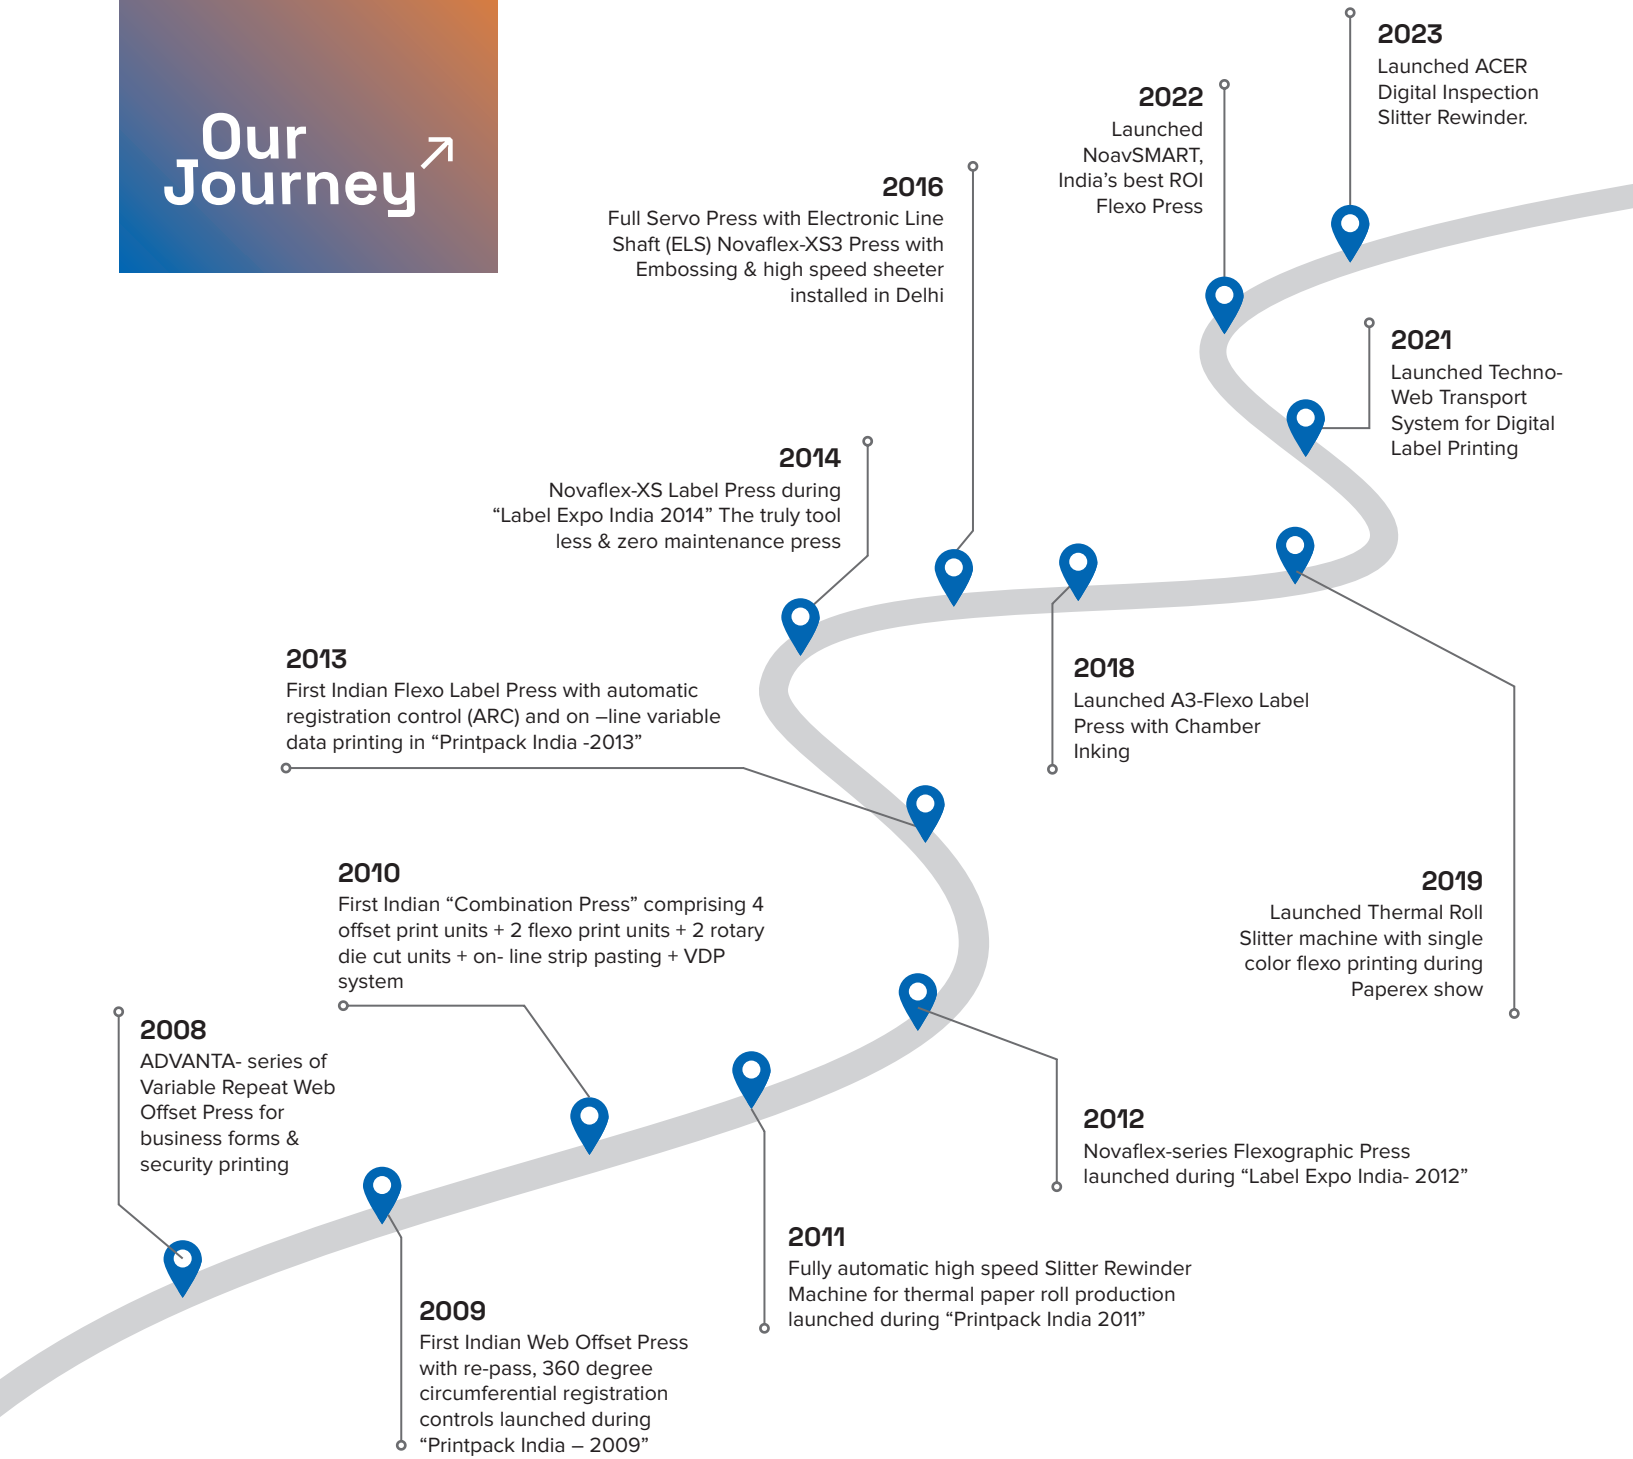 Our
Journey
2023
Launched ACER
Digital Inspection
Slitter Rewinder.
2022
Launched
NoavSMART,
India’s best ROI
Flexo Press
2016
Full Servo Press with Electronic Line
Shaft (ELS) Novaflex-XS3 Press with
Embossing & high speed sheeter
installed in Delhi
2021
Launched Techno-
Web Transport
System for Digital
Label Printing
2014
Novaflex-XS Label Press during
“Label Expo India 2014” The truly tool
less & zero maintenance press
2013
First Indian Flexo Label Press with automatic
registration control (ARC) and on –line variable
data printing in “Printpack India -2013”
2018
Launched A3-Flexo Label
Press with Chamber
Inking
2010
First Indian “Combination Press” comprising 4
offset print units + 2 flexo print units + 2 rotary
die cut units + on- line strip pasting + VDP
system
2019
Launched Thermal Roll
Slitter machine with single
color flexo printing during
Paperex show
2008
ADVANTA- series of
Variable Repeat Web
Offset Press for
business forms &
security printing
2012
Novaflex-series Flexographic Press
launched during “Label Expo India- 2012”
2011
Fully automatic high speed Slitter Rewinder
Machine for thermal paper roll production
launched during “Printpack India 2011”
2009
First Indian Web Offset Press
with re-pass, 360 degree
circumferential registration
controls launched during
“Printpack India – 2009”